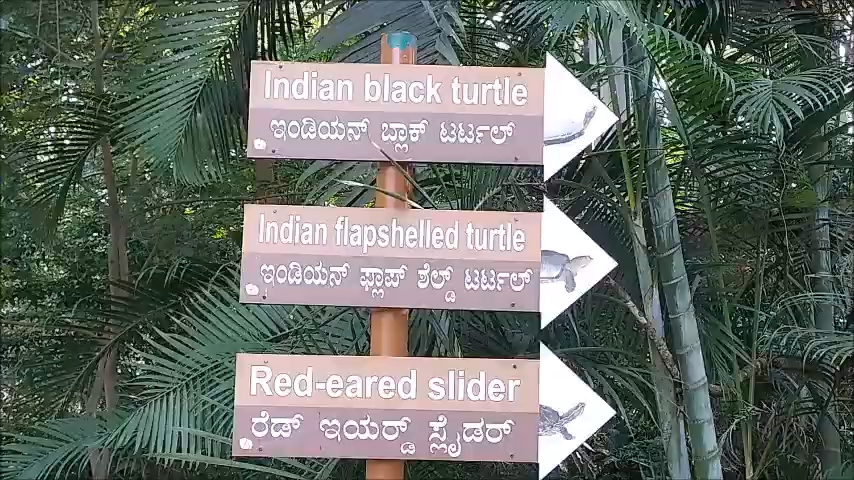 Indian black turtle
ಇಂಡಿಯನ್ ಬ್ಲಾಕ್ ಟರ್ಟಲ್
Indian flapshelled turtle
ಇಂಡಿಯನ್ ಫ್ಲಾಪ್ ಶೆಲ್ಡ್ ಟರ್ಟಲ್
Red-eared slider
ರೆಡ್ ಇಯರ್ಡ್ ಸ್ಲೈಡರ್